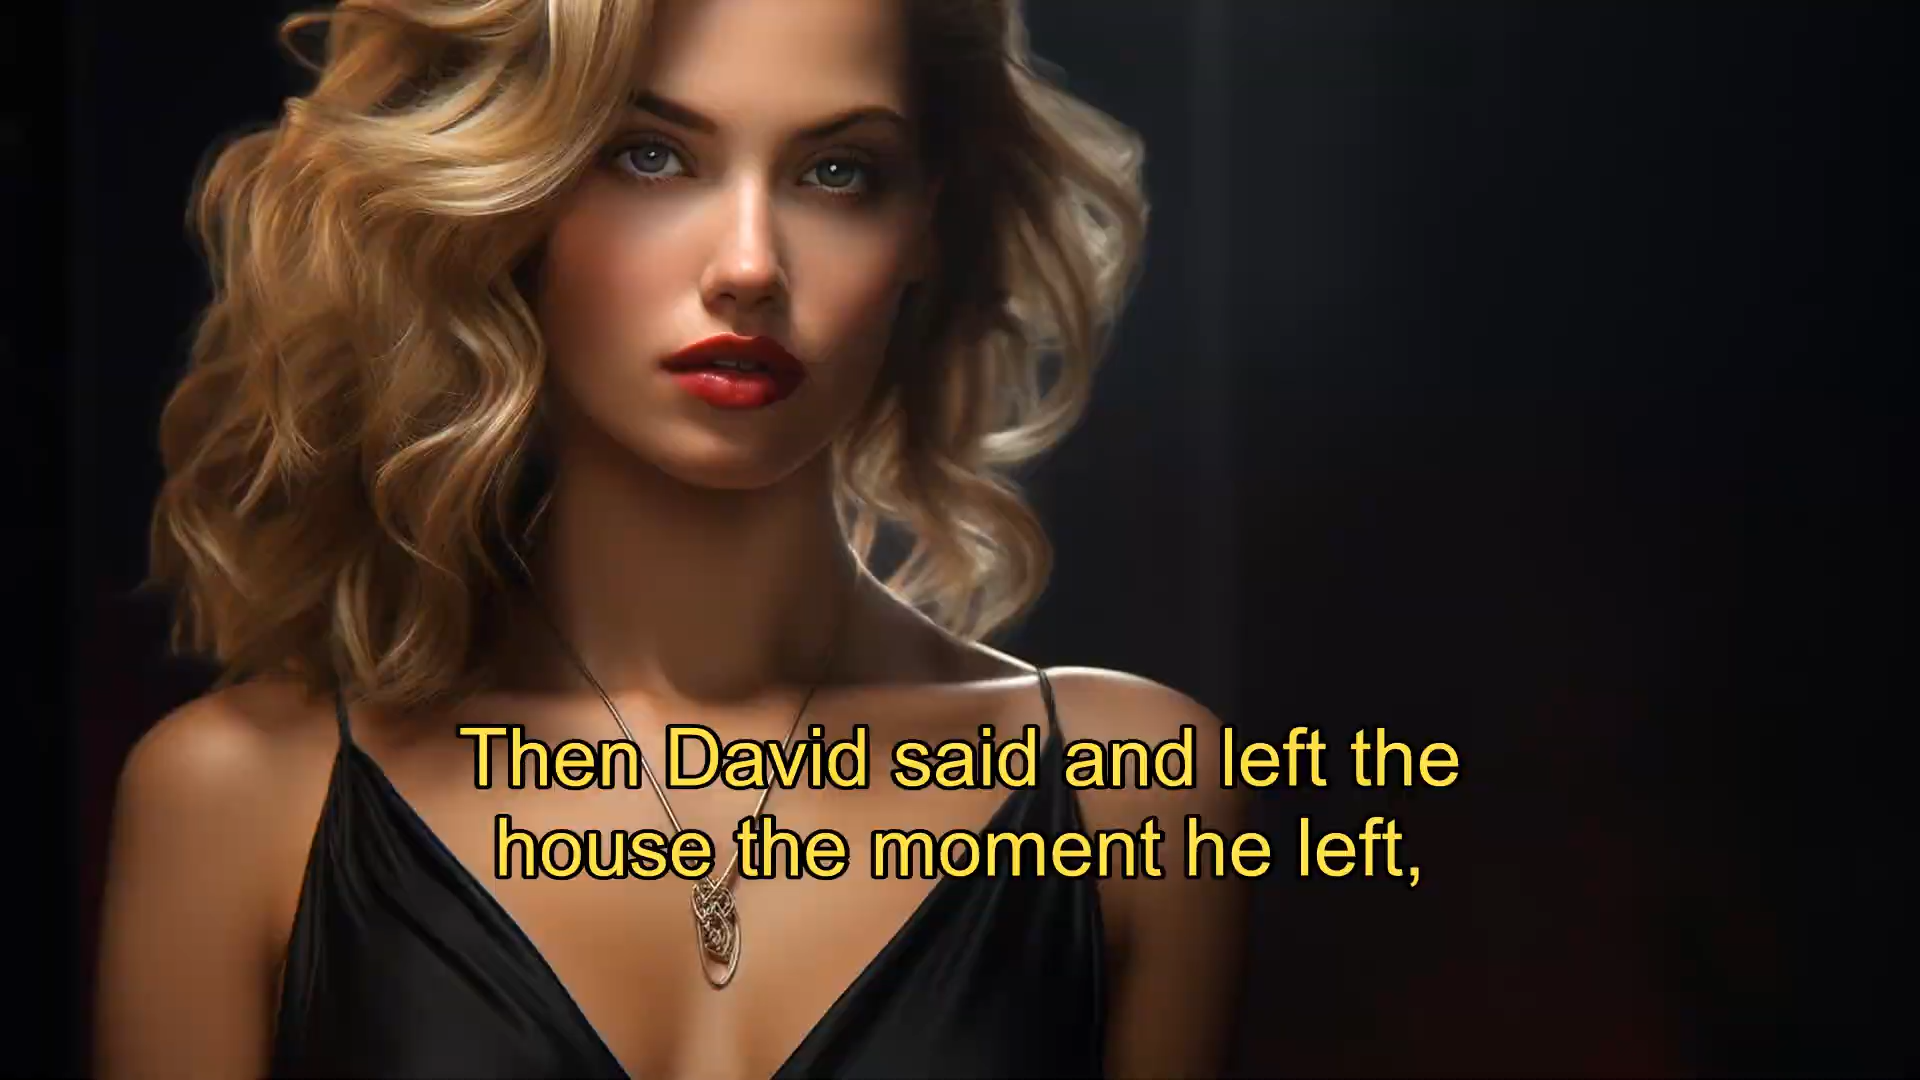 Then David said and left the
house the moment he left,